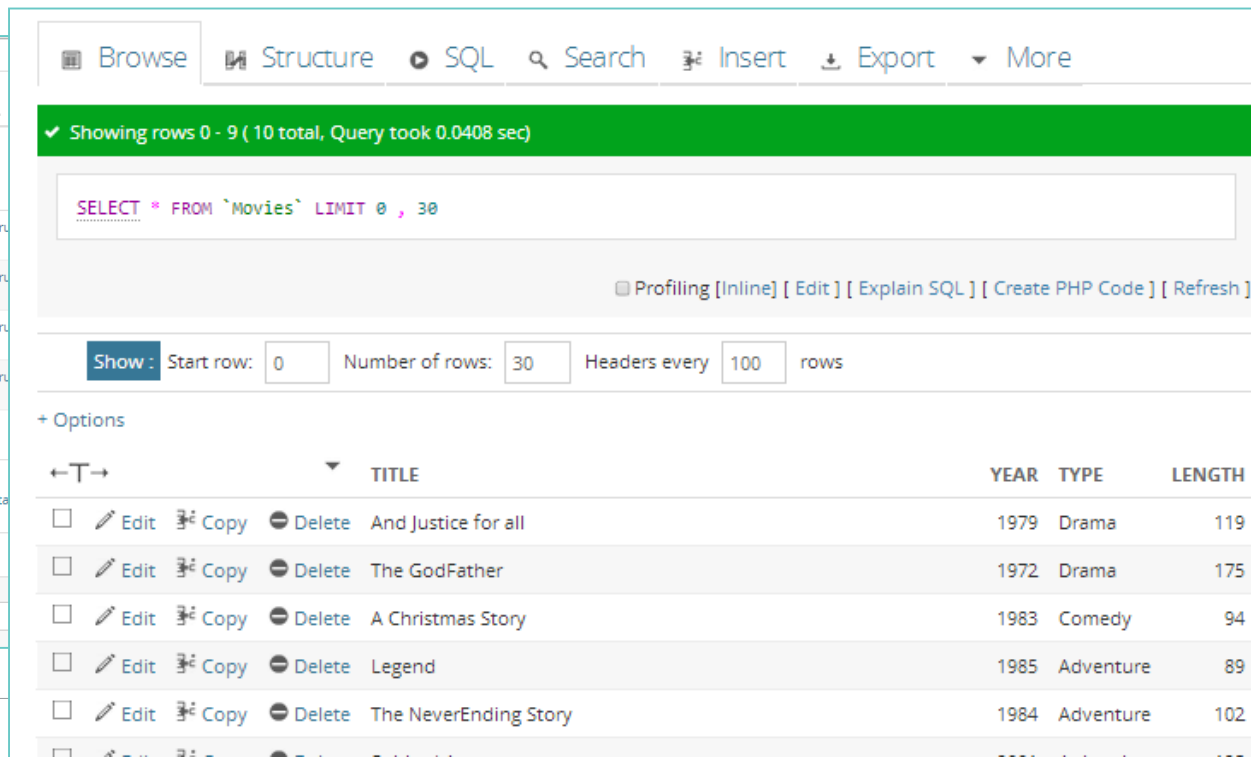 Browse Structure SQL Search Insert Export More
Showing rows 0 - 9 ( 10 total, Query took 0.0408 sec)
SELECT * FROM `Movies` LIMIT 0 , 30
Profiling [Inline] [ Edit ] [ Explain SQL ] [ Create PHP Code ] [ Refresh ]
Show : Start row: 0 Number of rows: 30 Headers every 100 rows
+ Options
←T→ TITLE YEAR TYPE LENGTH
Edit Copy Delete And Justice for all 1979 Drama 119
Edit Copy Delete The GodFather 1972 Drama 175
Edit Copy Delete A Christmas Story 1983 Comedy 94
Edit Copy Delete Legend 1985 Adventure 89
Edit Copy Delete The NeverEnding Story 1984 Adventure 102